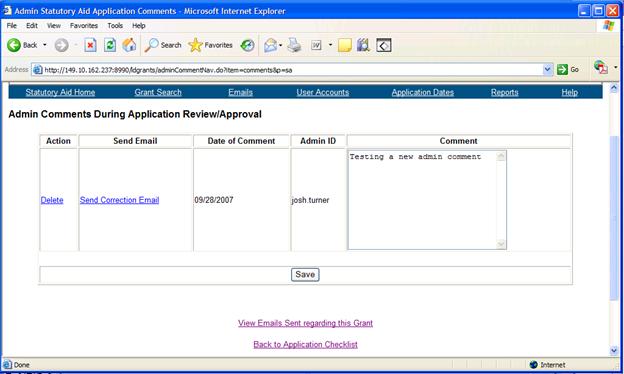 Admin Statutory Aid Application Comments - Microsoft Internet Explorer
File Edit View Favorites Tools Help
Back Search Favorites
Address http://149.10.162.237:8990/ldgrants/adminCommentNav.do?item=comments&p=sa Go
Statutory Aid Home Grant Search Emails User Accounts Application Dates Reports Help
Admin Comments During Application Review/Approval
Action Send Email Date of Comment Admin ID Comment
Testing a new admin comment
Delete Send Correction Email 09/28/2007 josh.turner
Save
View Emails Sent regarding this Grant
Back to Application Checklist
Done Internet